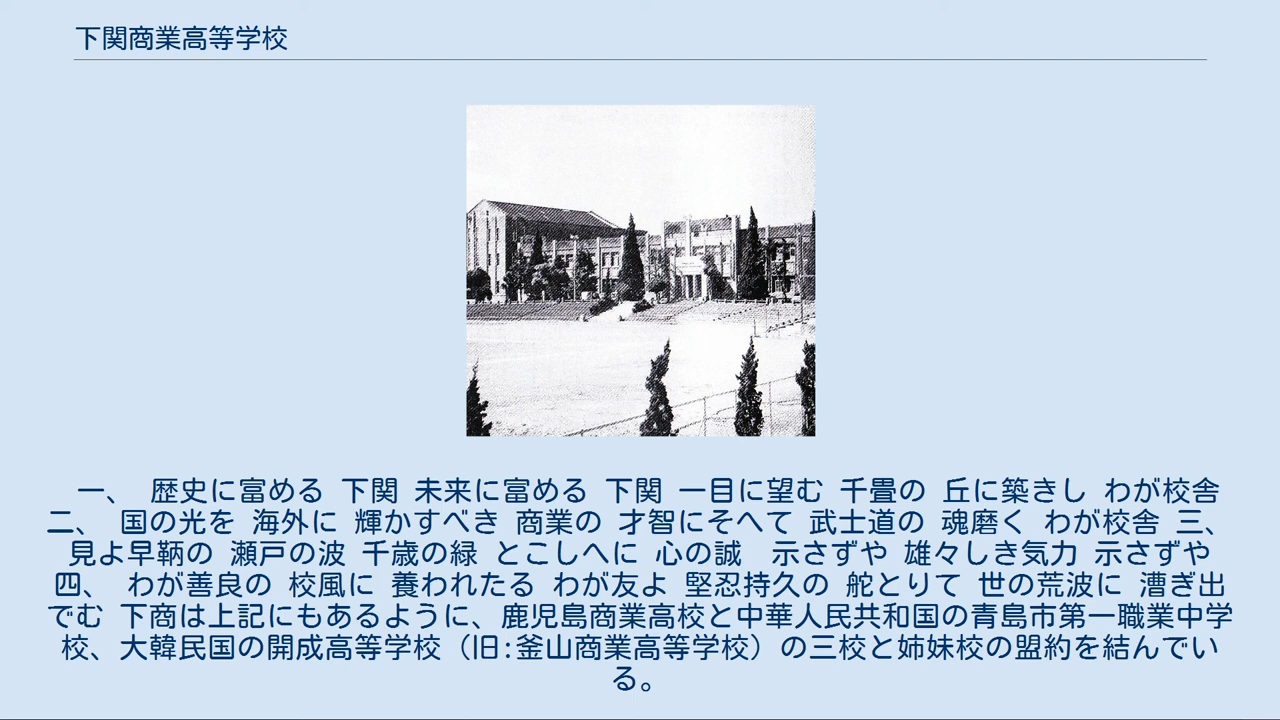 下関商業高等学校
一、 歴史に富める 下関 未来に富める 下関 一目に望む 千畳の 丘に築きし わが校舎
二、 国の光を 海外に 輝かすべき 商業の 才智にそへて 武士道の 魂磨く わが校舎 三、
見よ早鞆の 瀬戸の波 千歳の緑 とこしへに 心の誠 示さずや 雄々しき気力 示さずや
四、 わが善良の 校風に 養われたる わが友よ 堅忍持久の 舵とりて 世の荒波に 漕ぎ出
でむ 下商は上記にもあるように、鹿児島商業高校と中華人民共和国の青島市第一職業中学
校、大韓民国の開成高等学校（旧:釜山商業高等学校）の三校と姉妹校の盟約を結んでい
る。